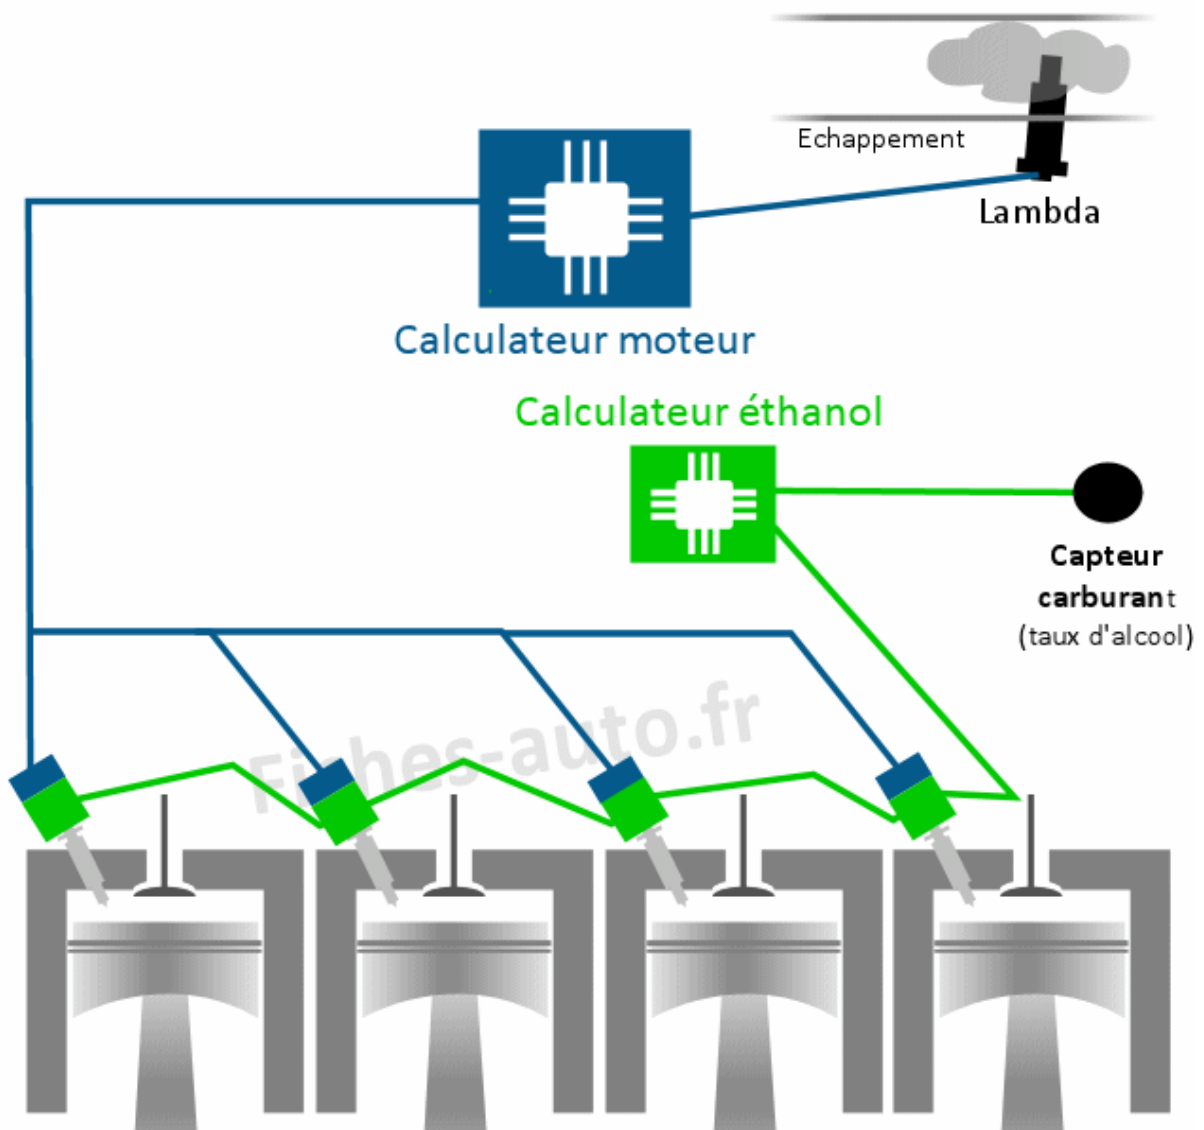 Echappement
Lambda
Calculateur moteur
Calculateur éthanol
Capteur
carburant
(taux d'alcool)
Fiches-auto.fr